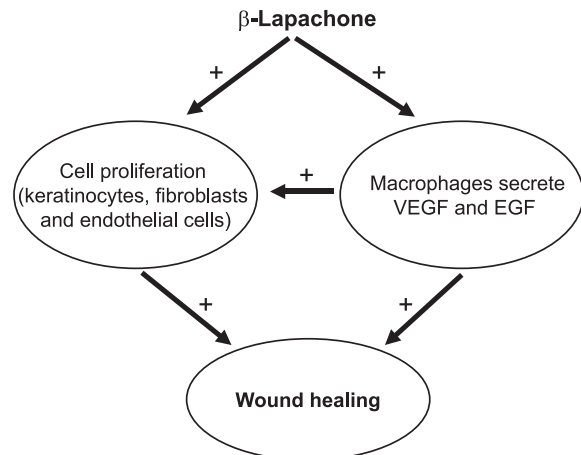 β-Lapachone
+ +
Cell proliferation
(keratinocytes, fibroblasts
and endothelial cells)
+
Macrophages secrete
VEGF and EGF
+ +
Wound healing